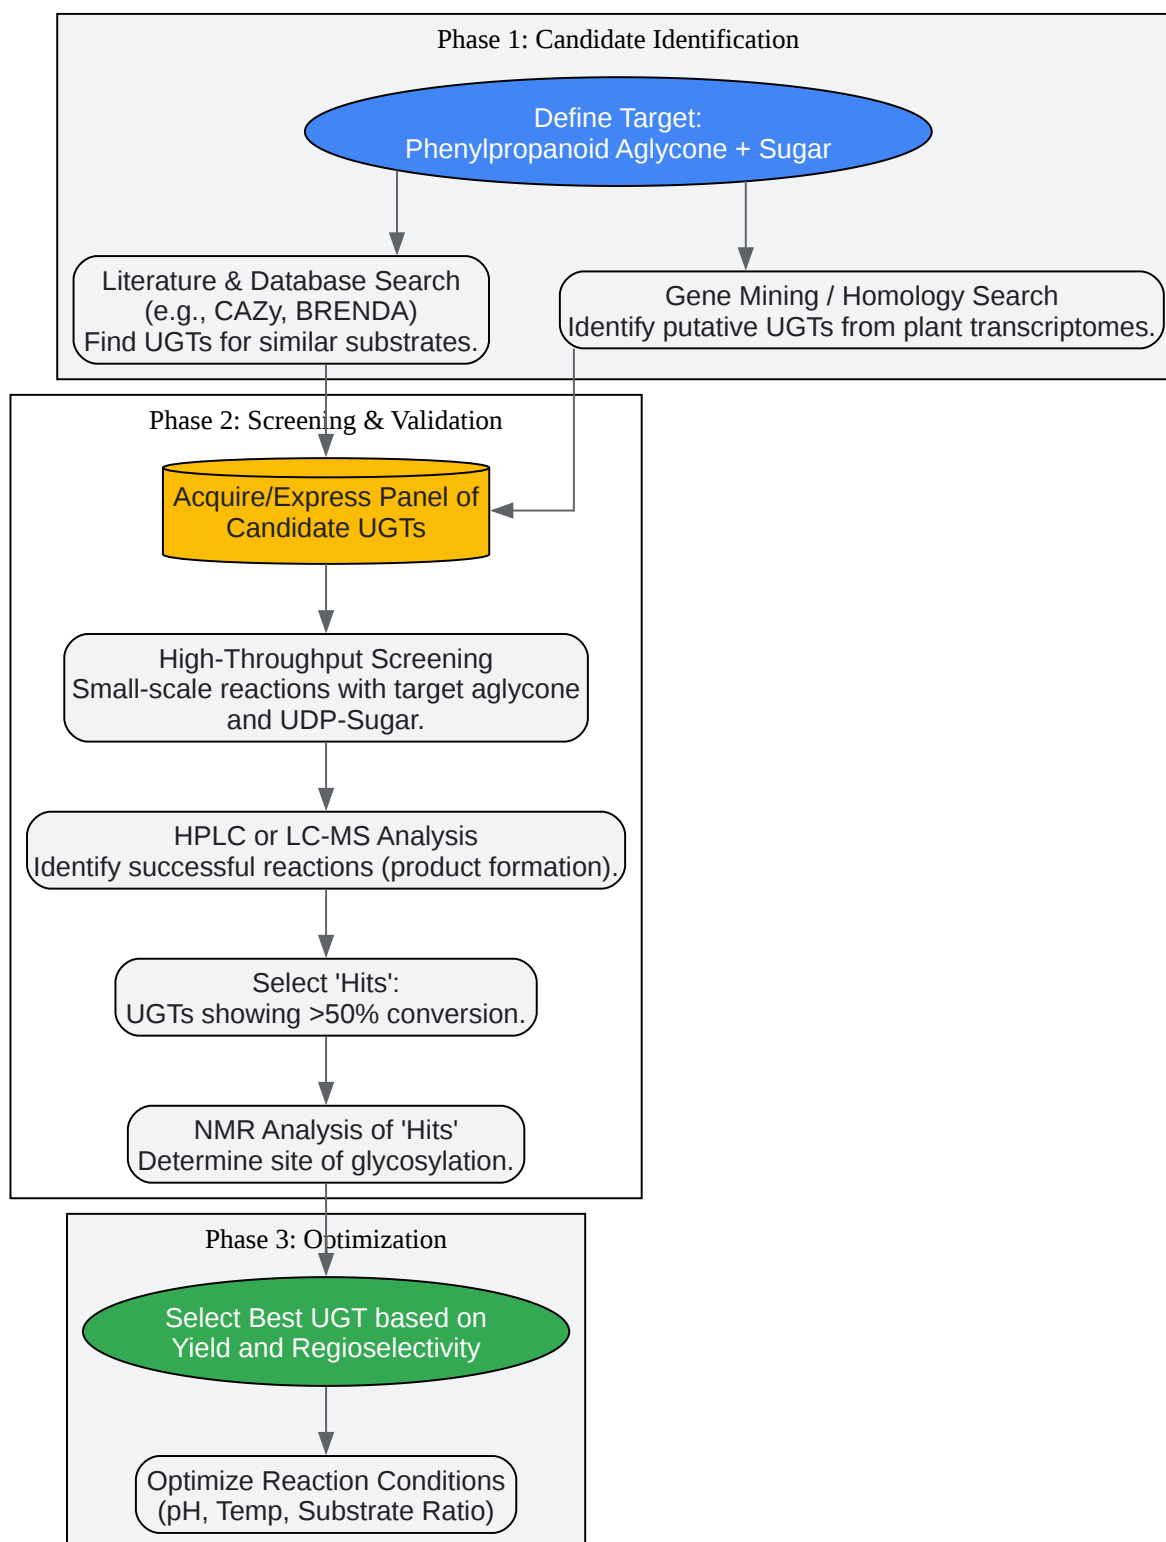 Phase 1: Candidate Identification
Define Target:
Phenylpropanoid Aglycone + Sugar
Literature & Database Search
(e.g., CAZy, BRENDA)
Find UGTs for similar substrates.
Gene Mining / Homology Search
Identify putative UGTs from plant transcriptomes.
Phase 2: Screening & Validation
Acquire/Express Panel of
Candidate UGTs
High-Throughput Screening
Small-scale reactions with target aglycone
and UDP-Sugar.
HPLC or LC-MS Analysis
Identify successful reactions (product formation).
Select 'Hits':
UGTs showing >50% conversion.
NMR Analysis of 'Hits'
Determine site of glycosylation.
Phase 3: Optimization
Select Best UGT based on
Yield and Regioselectivity
Optimize Reaction Conditions
(pH, Temp, Substrate Ratio)